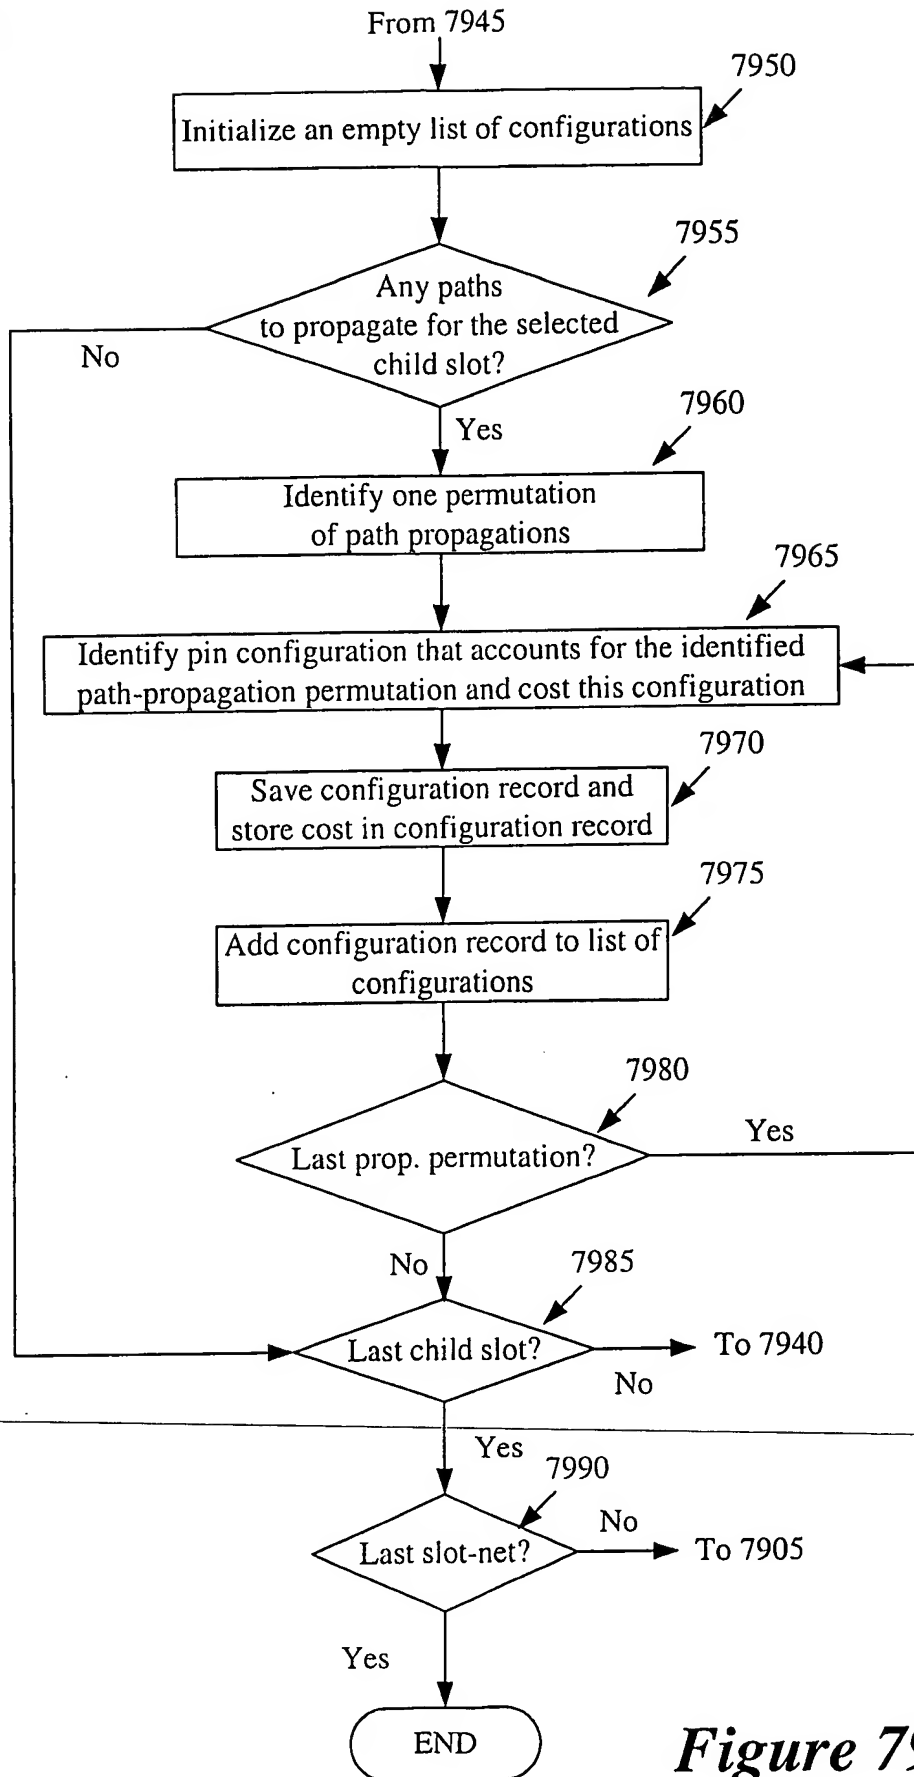 From 7945
7950
Initialize an empty list of configurations
7955
Any paths
to propagate for the selected
child slot?
No
Yes
7960
Identify one permutation
of path propagations
7965
Identify pin configuration that accounts for the identified
path-propagation permutation and cost this configuration
7970
Save configuration record and
store cost in configuration record
7975
Add configuration record to list of
configurations
7980
Last prop. permutation?
Yes
No
7985
Last child slot?
To 7940
No
Yes
7990
Last slot-net?
No
To 7905
Yes
END
Figure 79